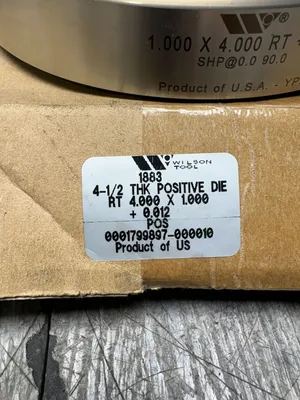 W ®
1.000 X 4.000 RT +
SHP@0.0 90.0
Product of U.S.A. - YP
W WILSON
TOOL
1883
4-1/2 THK POSITIVE DIE
RT 4.000 X 1.000
+ 0.012
POS
0001799897-000010
Product of US